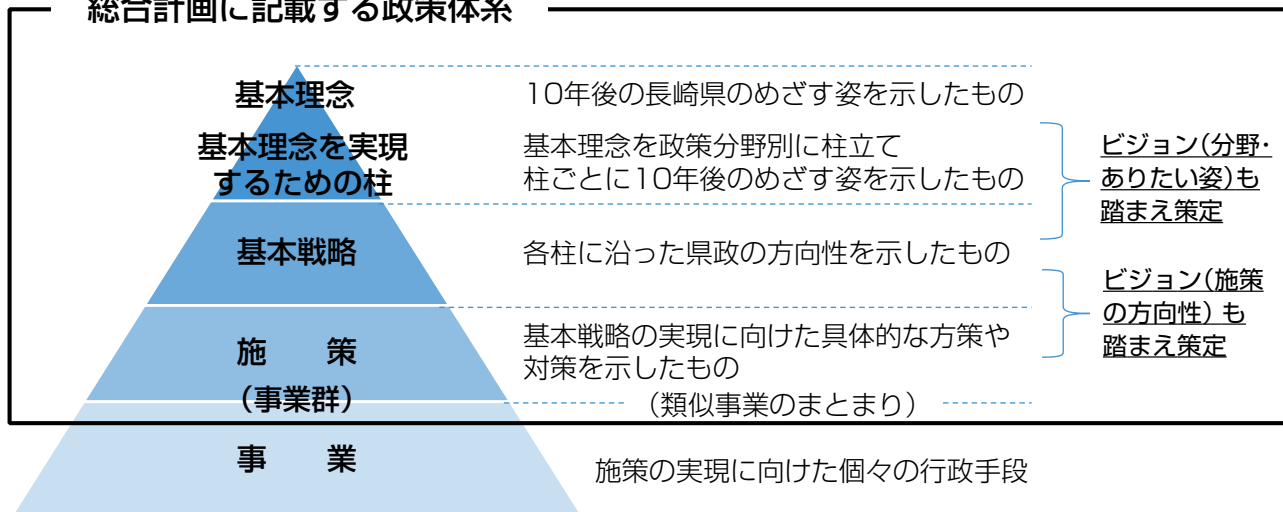 総合計画に記載する政策体系
基本理念
10年後の長崎県のめざす姿を示したもの
基本理念を実現
するための柱
基本理念を政策分野別に柱立て
柱ごとに10年後のめざす姿を示したもの
ビジョン（分野・
ありたい姿）も
踏まえ策定
基本戦略
各柱に沿った県政の方向性を示したもの
ビジョン（施策
の方向性）も
踏まえ策定
施　策
基本戦略の実現に向けた具体的な方策や
対策を示したもの
（事業群）
（類似事業のまとまり）
事　業
施策の実現に向けた個々の行政手段